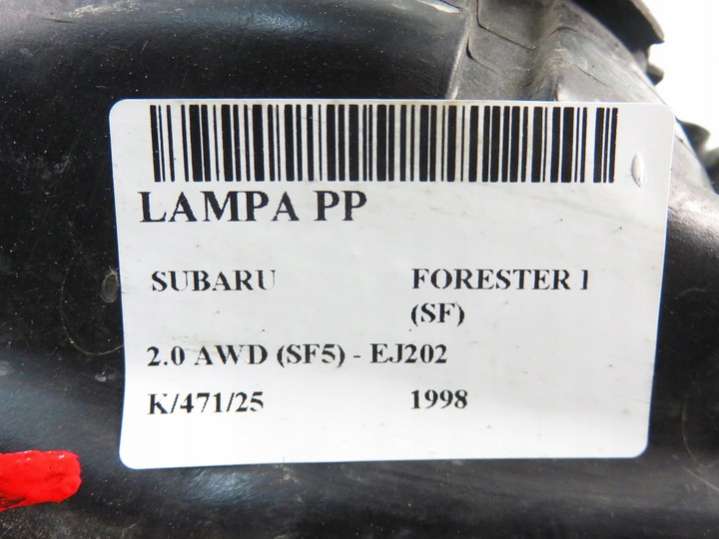 LAMPA PP
SUBARU FORESTER I
(SF)
2.0 AWD (SF5) - EJ202
K/471/25 1998